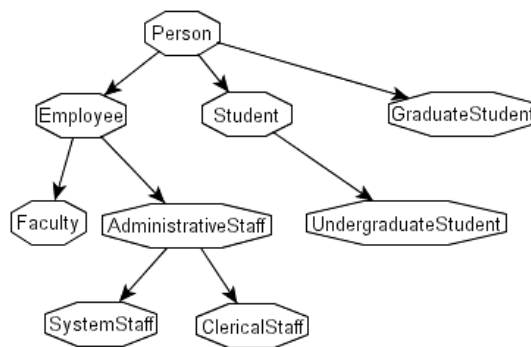 Person
Employee
Student
GraduateStudent
Faculty
AdministrativeStaff
UndergraduateStudent
SystemStaff
ClericalStaff